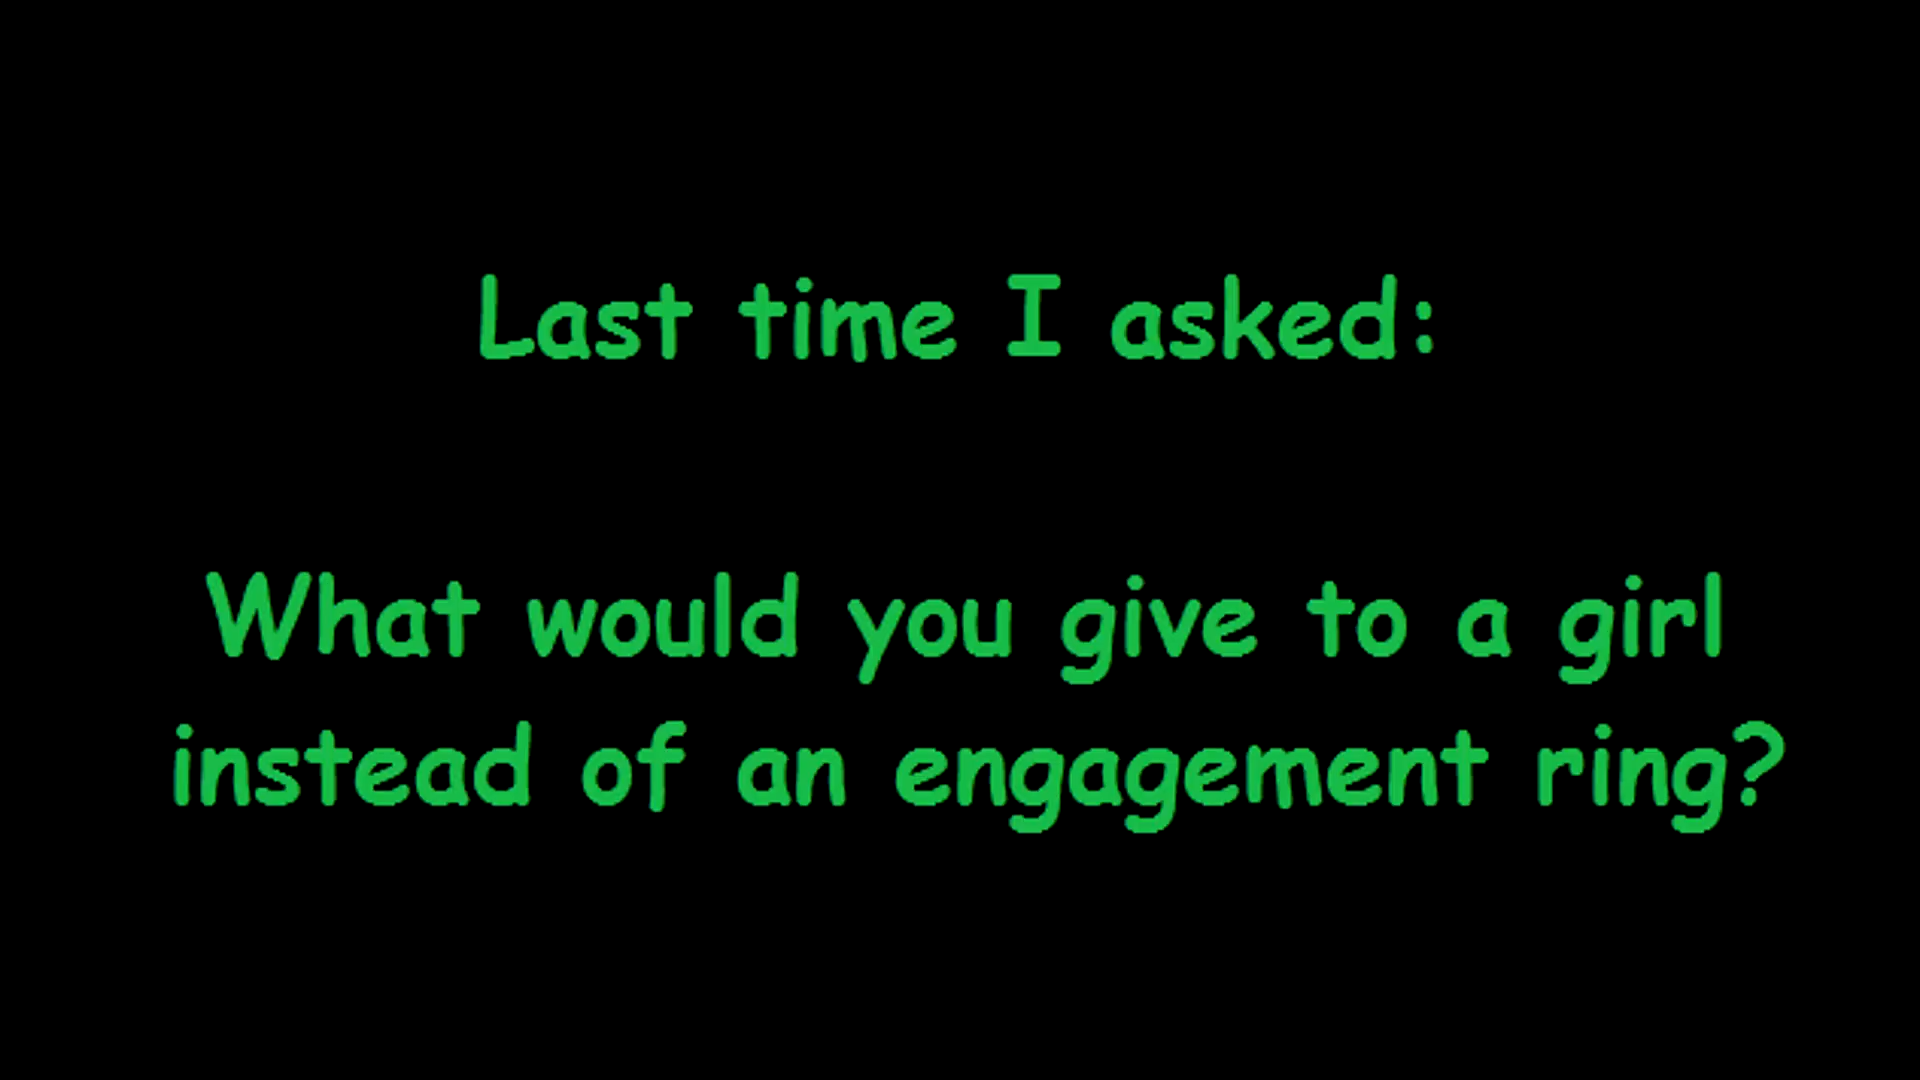 Last time I asked:
What would you give to a girl
instead of an engagement ring?